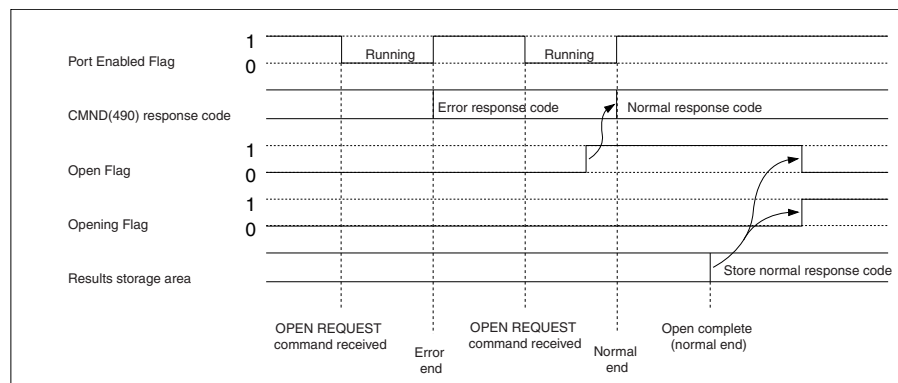 Port Enabled Flag
1
0
Running
Running
CMND(490) response code
Error response code
Normal response code
Open Flag
1
0
Opening Flag
1
0
Results storage area
Store normal response code
OPEN REQUEST
command received
Error
end
OPEN REQUEST
command received
Normal
end
Open complete
(normal end)